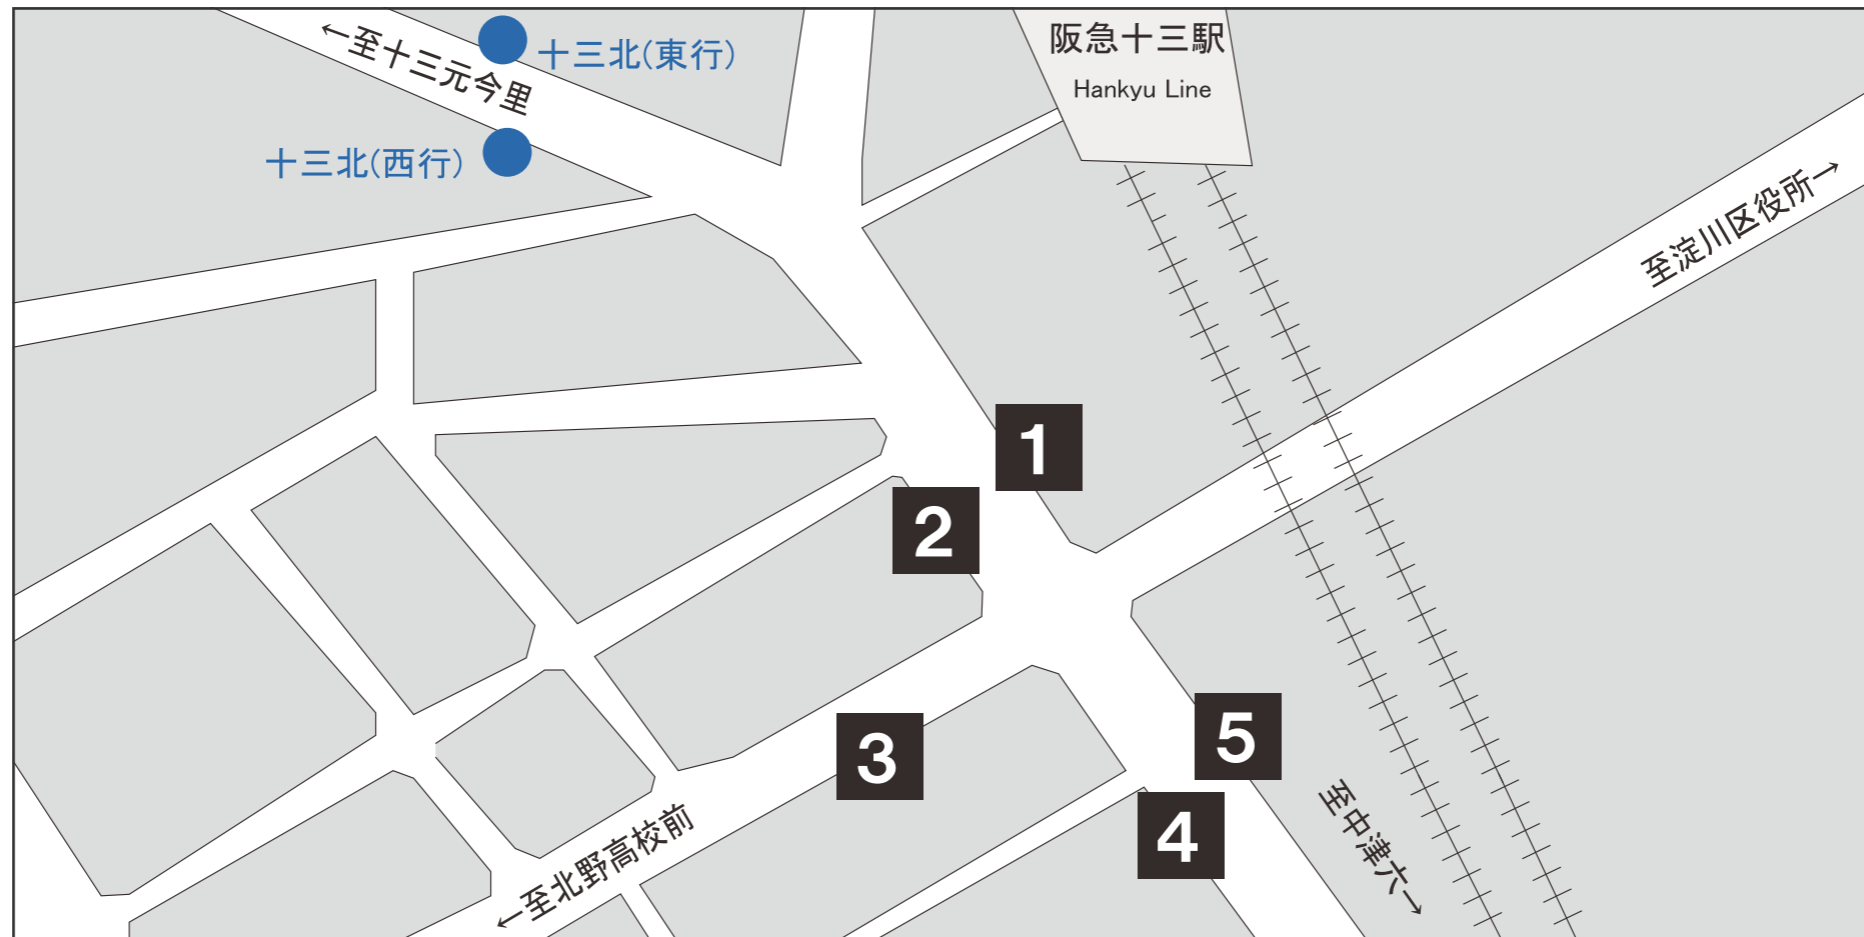 ←至十三元今里
十三北(東行)
十三北(西行)
阪急十三駅
Hankyu Line
至淀川区役所→
1
2
3
5
4
至中津六→
←至北野高校前